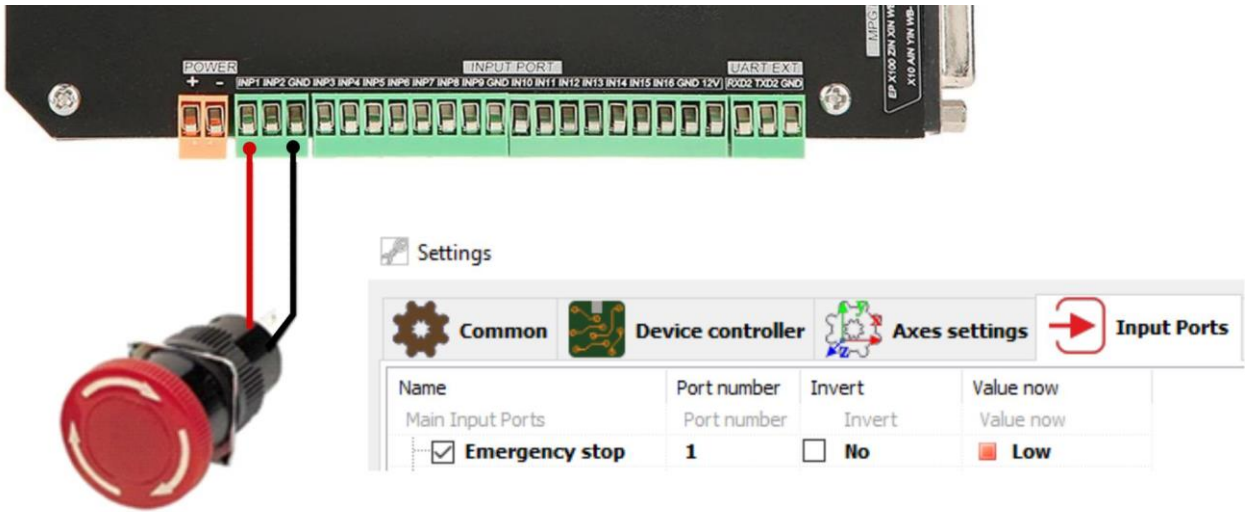 MPG
EP X100 ZIN XIN W
X10 AIN YIN WB-
POWER
+ -
INPUT PORT
UART EXT
INP1 INP2 GND INP3 INP4 INP5 INP6 INP7 INP8 INP9 GND IN10 IN11 IN12 IN13 IN14 IN15 IN16 GND 12V RXD2 TXD2 GND
Settings
Common Device controller Axes settings Input Ports
Name Port number Invert Value now
Main Input Ports Port number Invert Value now
Emergency stop 1 No Low